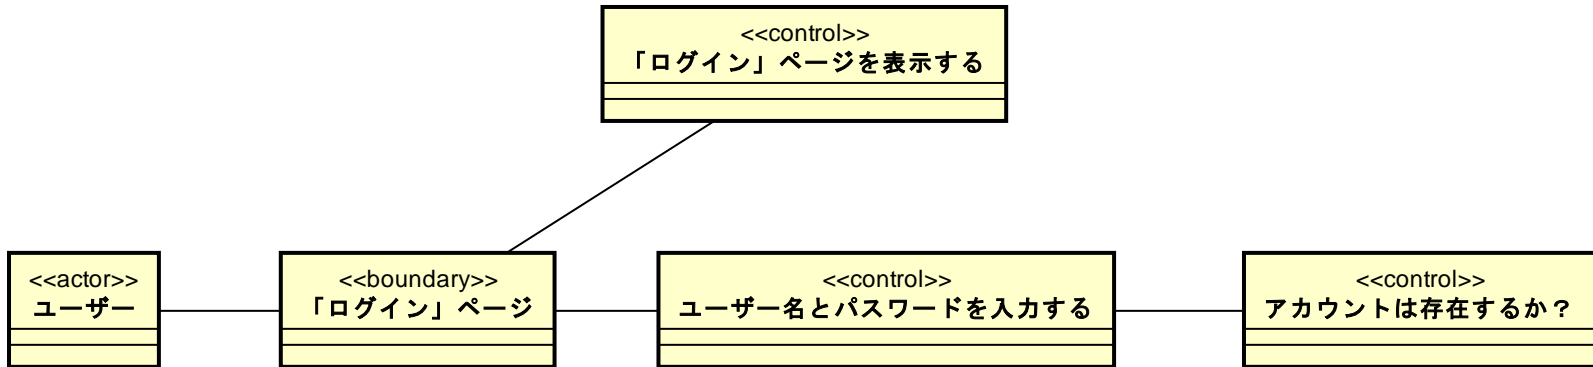 <<control>>
「ログイン」ページを表示する
<<actor>>
ユーザー
<<boundary>>
「ログイン」ページ
<<control>>
ユーザー名とパスワードを入力する
<<control>>
アカウントは存在するか？